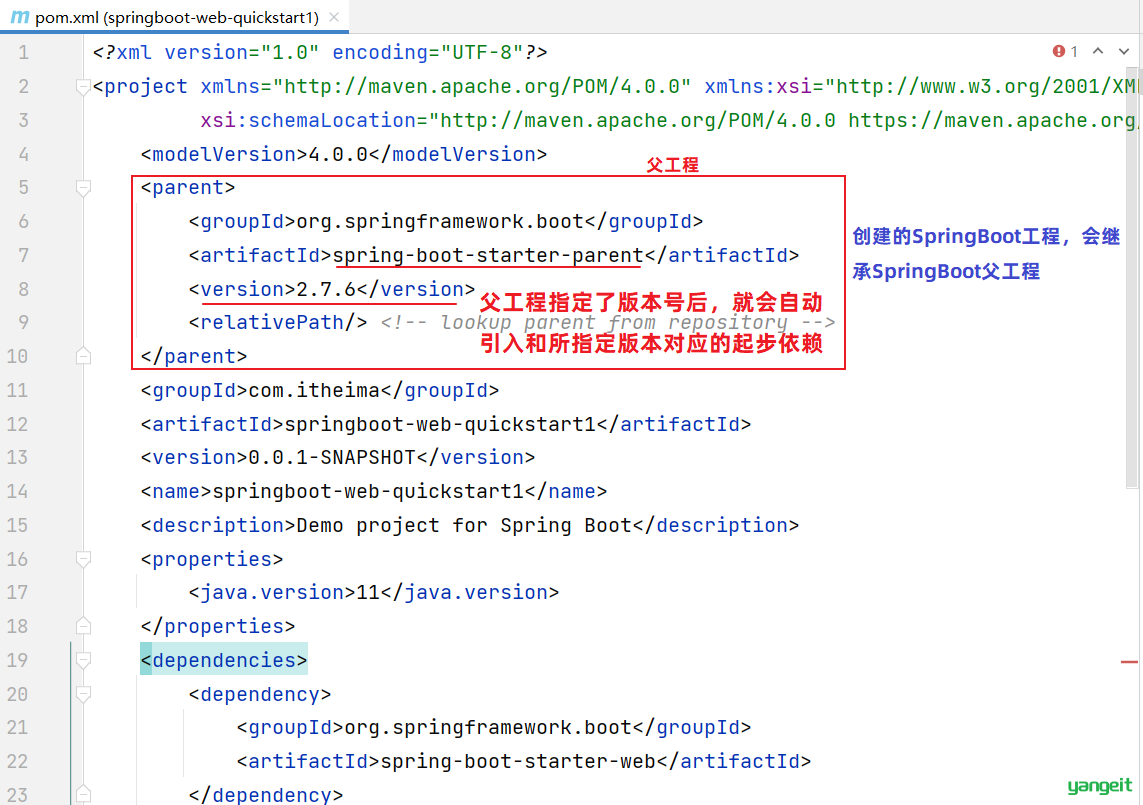 pom.xml (springboot-web-quickstart1)
1 <?xml version="1.0" encoding="UTF-8"?>
1
2 <project xmlns="http://maven.apache.org/POM/4.0.0" xmlns:xsi="http://www.w3.org/2001/XML
3 xsi:schemaLocation="http://maven.apache.org/POM/4.0.0 https://maven.apache.org/
4 <modelVersion>4.0.0</modelVersion>
父工程
5 <parent>
6 <groupId>org.springframework.boot</groupId>
创建的SpringBoot工程，会继
7 <artifactId>spring-boot-starter-parent</artifactId>
承SpringBoot父工程
8 <version>2.7.6</version>
父工程指定了版本号后，就会自动
9 <relativePath/> <!-- lookup parent from repository -->
引入和所指定版本对应的起步依赖
10 </parent>
11 <groupId>com.itheima</groupId>
12 <artifactId>springboot-web-quickstart1</artifactId>
13 <version>0.0.1-SNAPSHOT</version>
14 <name>springboot-web-quickstart1</name>
15 <description>Demo project for Spring Boot</description>
16 <properties>
17 <java.version>11</java.version>
18 </properties>
19 <dependencies>
20 <dependency>
21 <groupId>org.springframework.boot</groupId>
22 <artifactId>spring-boot-starter-web</artifactId>
23 </dependency>
yangeit